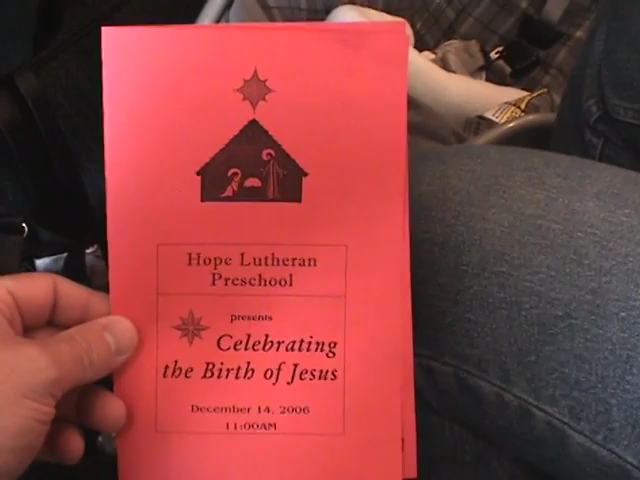 Hope Lutheran
Preschool
presents
Celebrating
the Birth of Jesus
December 14, 2006
11:00AM